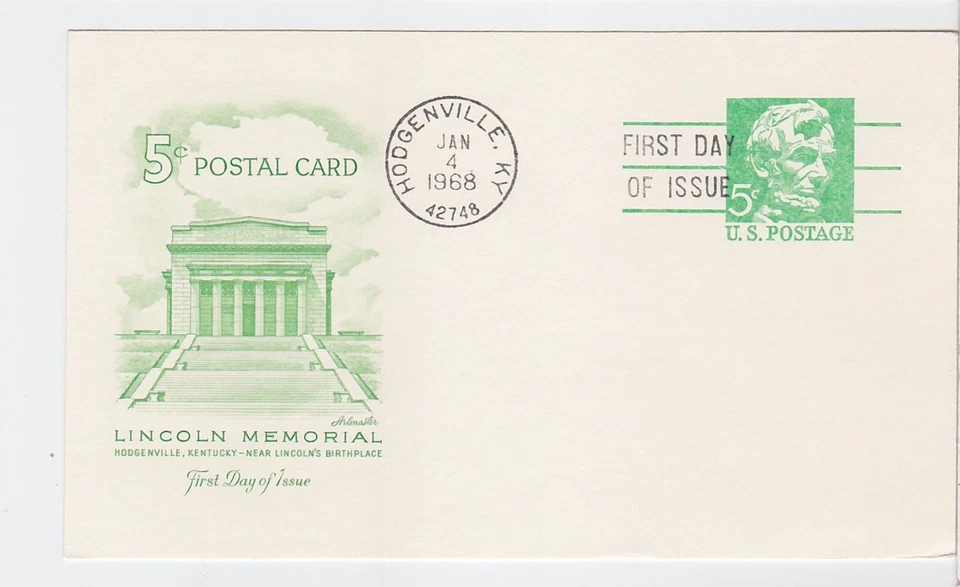 5¢ POSTAL CARD
Artmaster
LINCOLN MEMORIAL
HODGENVILLE, KENTUCKY—NEAR LINCOLN'S BIRTHPLACE
First Day of Issue
HODGENVILLE, KY
JAN
4
1968
42748
FIRST DAY
OF ISSUE
5¢
U.S. POSTAGE